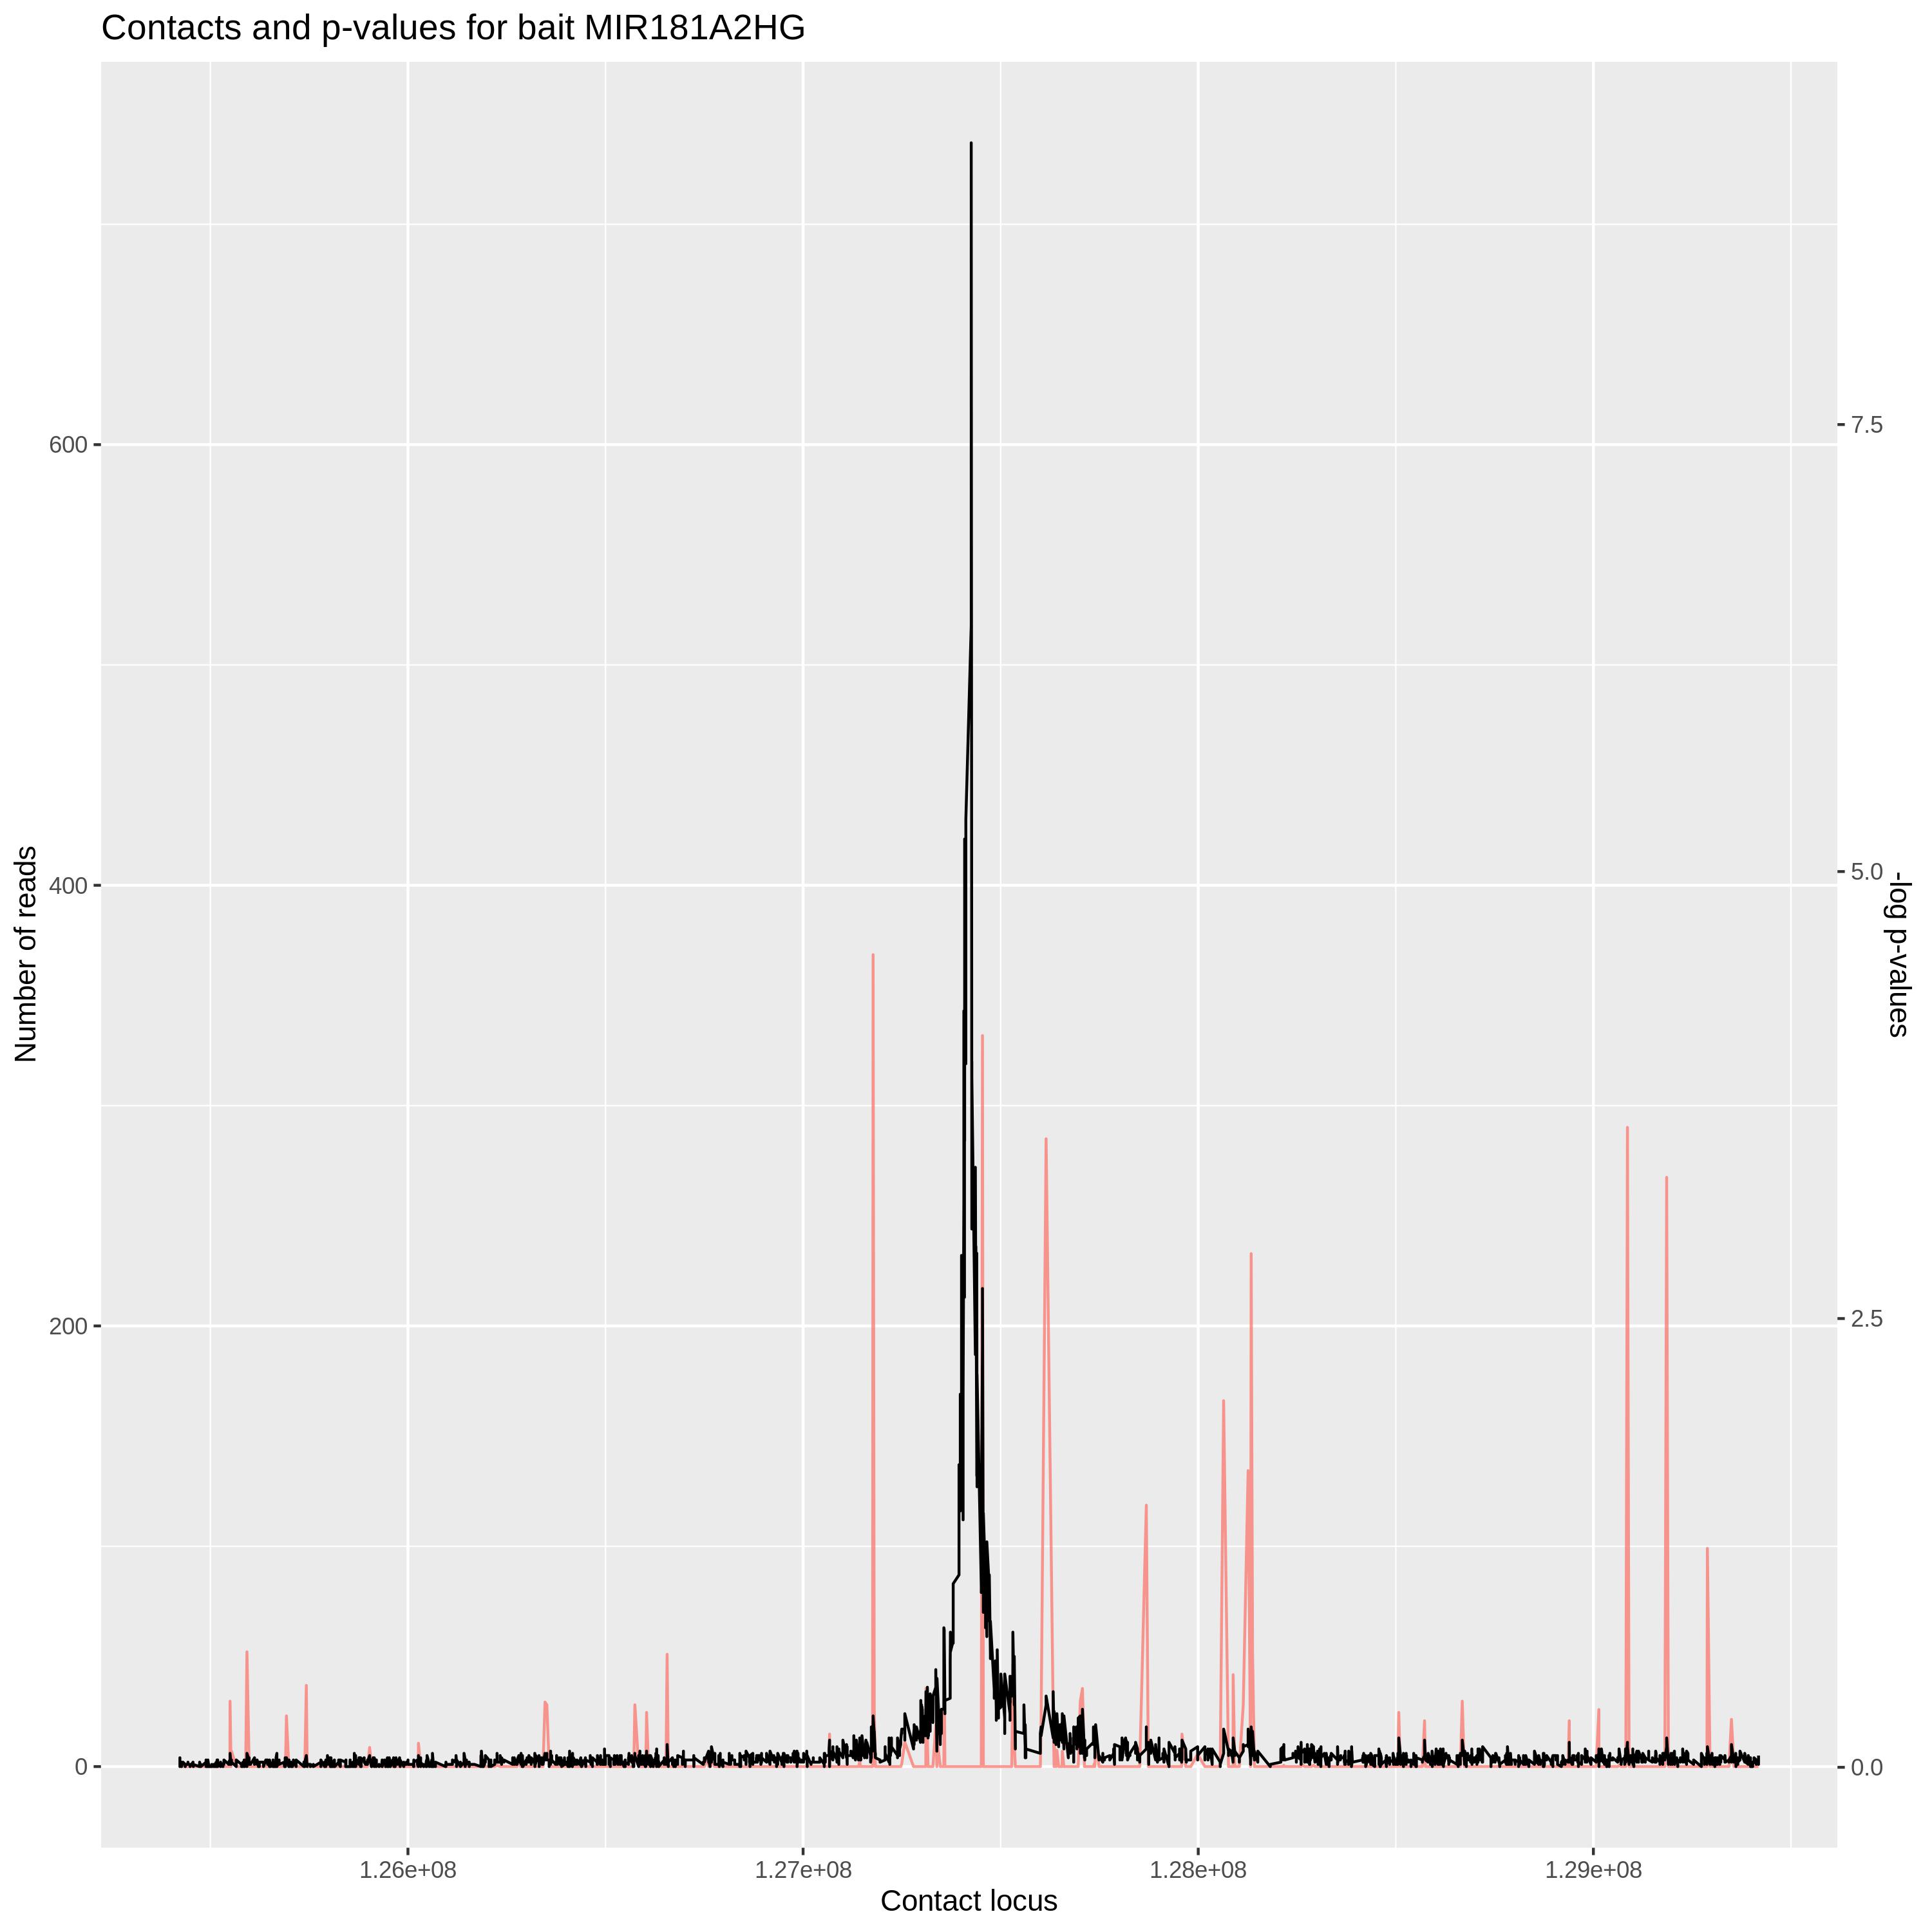 Contacts and p-values for bait MIR181A2HG
600
400
200
0
Number of reads
7.5
5.0
2.5
0.0
-log p-values
1.26e+08
1.27e+08
1.28e+08
1.29e+08
Contact locus